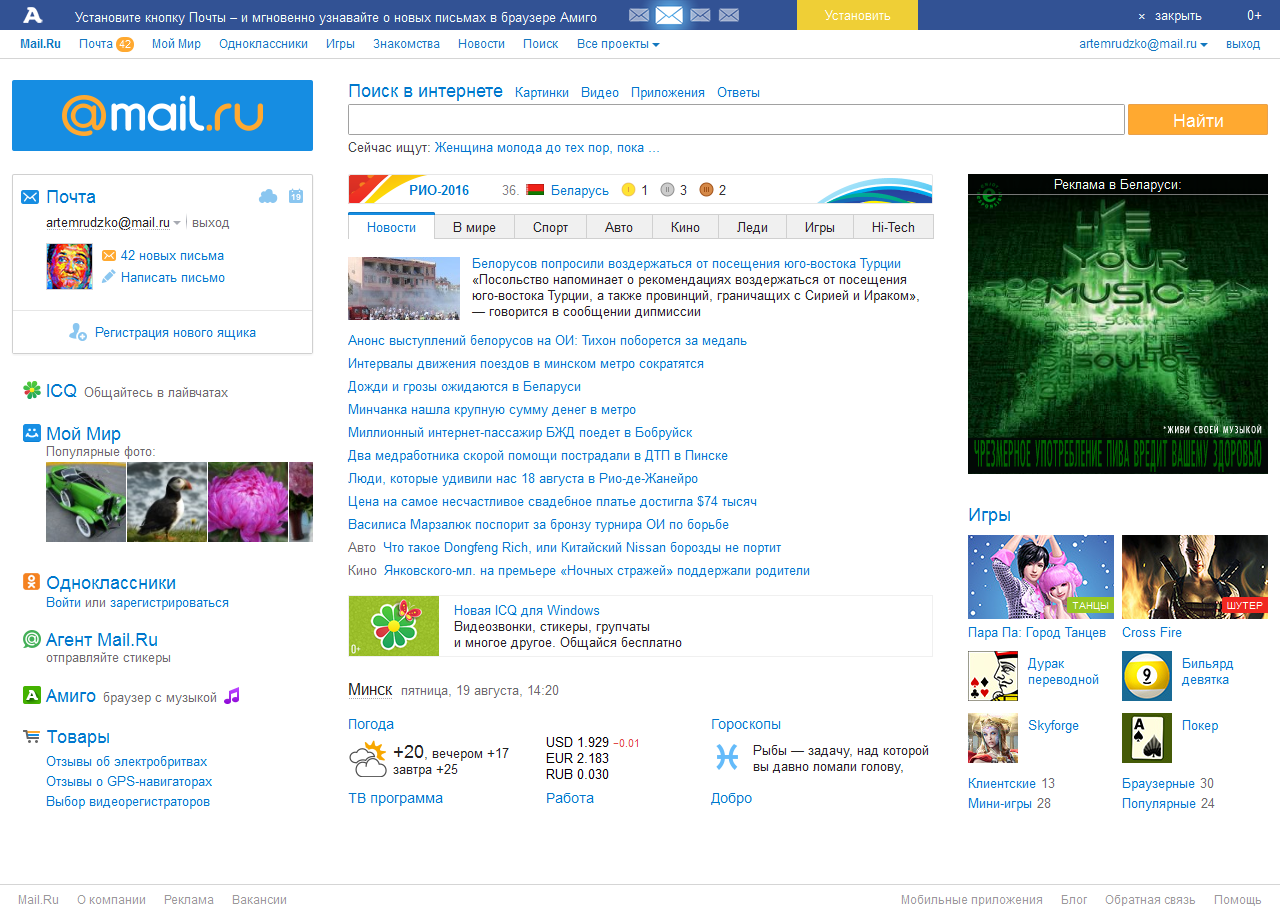 Установите кнопку Почты – и мгновенно узнавайте о новых письмах в браузере Амиго
Установить
× закрыть
0+
Mail.Ru Почта 42 Мой Мир Одноклассники Игры Знакомства Новости Поиск Все проекты
artemrudzko@mail.ru выход
@mail.ru
Поиск в интернете Картинки Видео Приложения Ответы
Найти
Сейчас ищут: Женщина молода до тех пор, пока ...
Почта
19
artemrudzko@mail.ru выход
42 новых письма
Написать письмо
Регистрация нового ящика
ICQ Общайтесь в лайвчатах
Мой Мир
Популярные фото:
Одноклассники
Войти или зарегистрироваться
Агент Mail.Ru
отправляйте стикеры
Амиго браузер с музыкой
Товары
Отзывы об электробритвах
Отзывы о GPS-навигаторах
Выбор видеорегистраторов
РИО-2016 36. Беларусь I 1 II 3 III 2
Новости В мире Спорт Авто Кино Леди Игры Hi-Tech
Белорусов попросили воздержаться от посещения юго-востока Турции
«Посольство напоминает о рекомендациях воздержаться от посещения
юго-востока Турции, а также провинций, граничащих с Сирией и Ираком»,
— говорится в сообщении дипмиссии
Анонс выступлений белорусов на ОИ: Тихон поборется за медаль
Интервалы движения поездов в минском метро сократятся
Дожди и грозы ожидаются в Беларуси
Минчанка нашла крупную сумму денег в метро
Миллионный интернет-пассажир БЖД поедет в Бобруйск
Два медработника скорой помощи пострадали в ДТП в Пинске
Люди, которые удивили нас 18 августа в Рио-де-Жанейро
Цена на самое несчастливое свадебное платье достигла $74 тысяч
Василиса Марзалюк поспорит за бронзу турнира ОИ по борьбе
Авто Что такое Dongfeng Rich, или Китайский Nissan борозды не портит
Кино Янковского-мл. на премьере «Ночных стражей» поддержали родители
0+
Новая ICQ для Windows
Видеозвонки, стикеры, групчаты
и многое другое. Общайся бесплатно
Минск пятница, 19 августа, 14:20
Погода
+20, вечером +17
завтра +25
ТВ программа
USD 1.929 −0.01
EUR 2.183
RUB 0.030
Работа
Гороскопы
Рыбы — задачу, над которой
вы давно ломали голову,
Добро
Реклама в Беларуси:
LIVE
YOUR
MUSIC
*ЖИВИ СВОЕЙ МУЗЫКОЙ
ЧРЕЗМЕРНОЕ УПОТРЕБЛЕНИЕ ПИВА ВРЕДИТ ВАШЕМУ ЗДОРОВЬЮ
Игры
ТАНЦЫ
ШУТЕР
Пара Па: Город Танцев
Cross Fire
Дурак
переводной
9
Бильярд
девятка
Skyforge
A
Покер
Клиентские 13
Браузерные 30
Мини-игры 28
Популярные 24
Mail.Ru О компании Реклама Вакансии
Мобильные приложения Блог Обратная связь Помощь